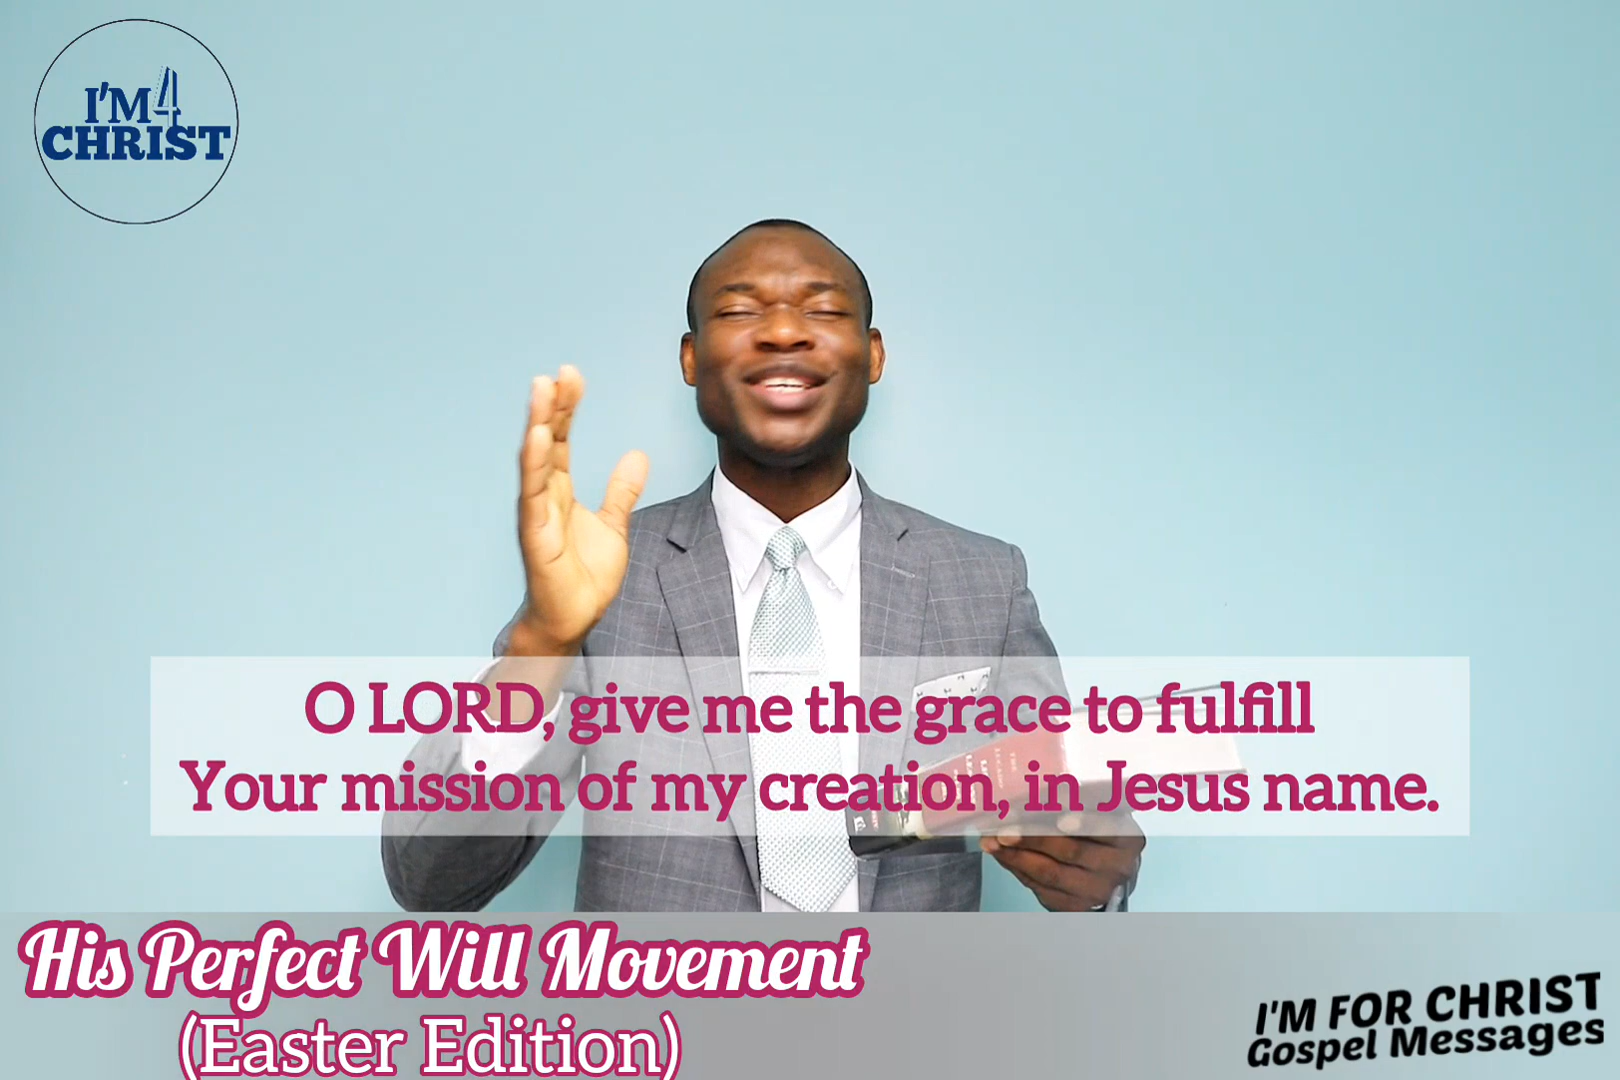 I'M4
CHRIST
O LORD, give me the grace to fulfill
Your mission of my creation, in Jesus name.
His Perfect Will Movement
(Easter Edition)
I'M FOR CHRIST
Gospel Messages